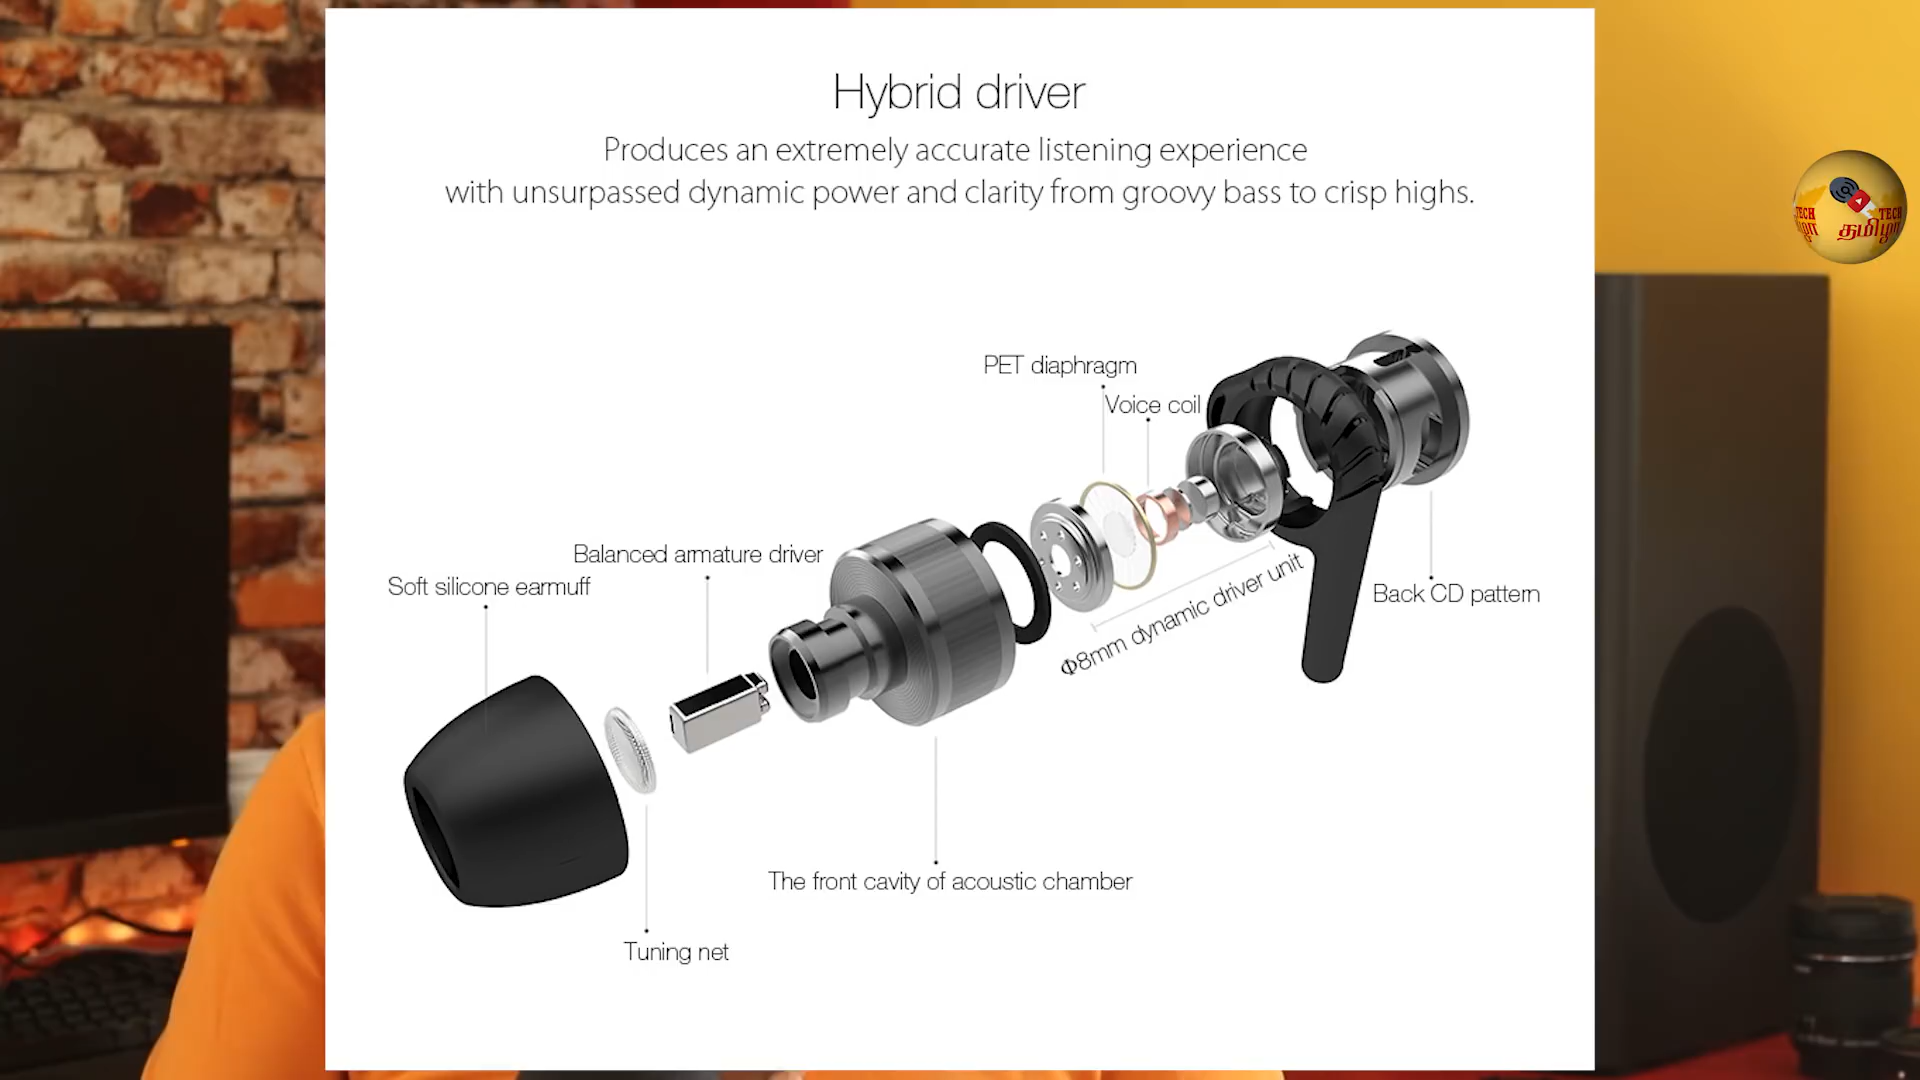 Hybrid driver
Produces an extremely accurate listening experience
with unsurpassed dynamic power and clarity from groovy bass to crisp highs.
PET diaphragm
Voice coil
Balanced armature driver
Soft silicone earmuff
Φ8mm dynamic driver unit
Back CD pattern
The front cavity of acoustic chamber
Tuning net
TECH TECH
தமிழா